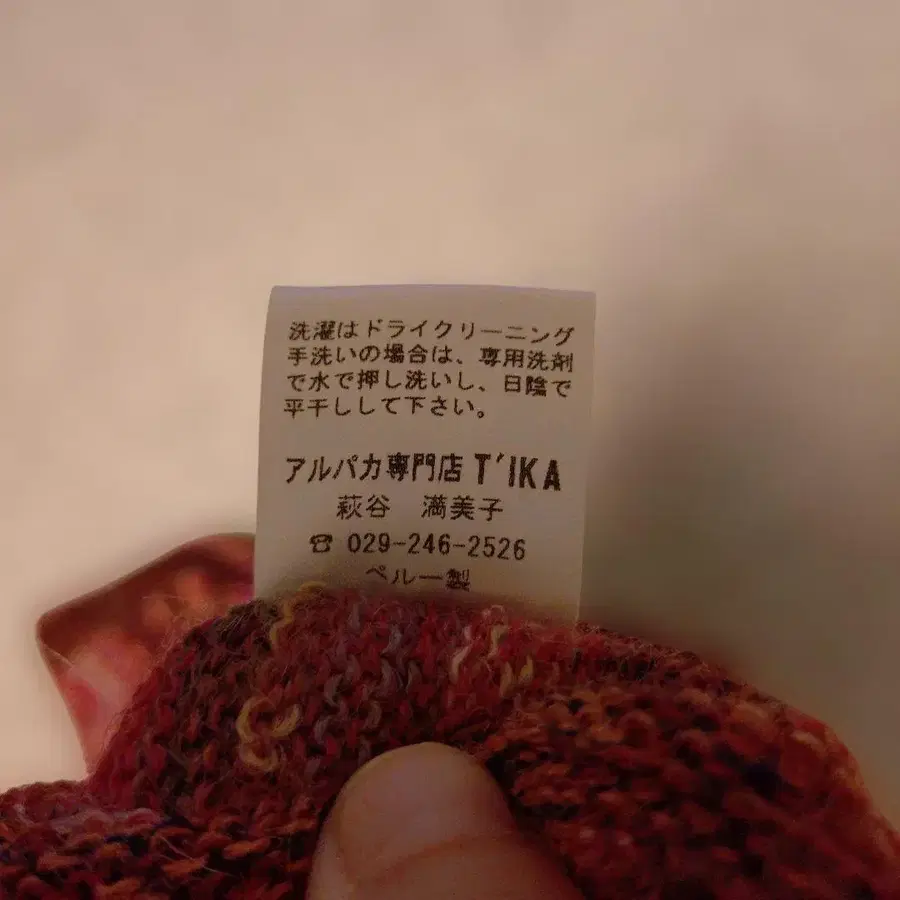 洗濯はドライクリーニング
手洗いの場合は、専用洗剤
で水で押し洗いし、日陰で
平干しして下さい。
アルパカ専門店 T'IKA
萩谷 満美子
☎ 029-246-2526
ペルー製